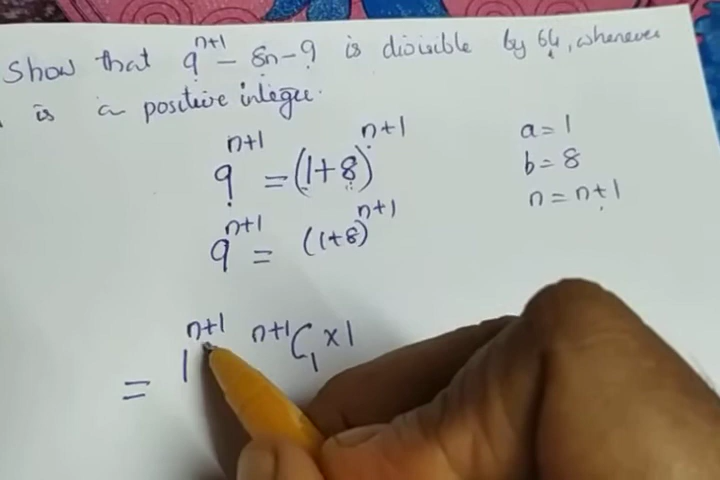 Show that 9^{n+1} - 8n - 9 is divisible by 64, whenever
is a positive integer.
9^{n+1} = (1+8)^{n+1}
a = 1
b = 8
n = n+1
9^{n+1} = (1+8)^{n+1}
= 1^{n+1} ^{n+1}C_1 × 1